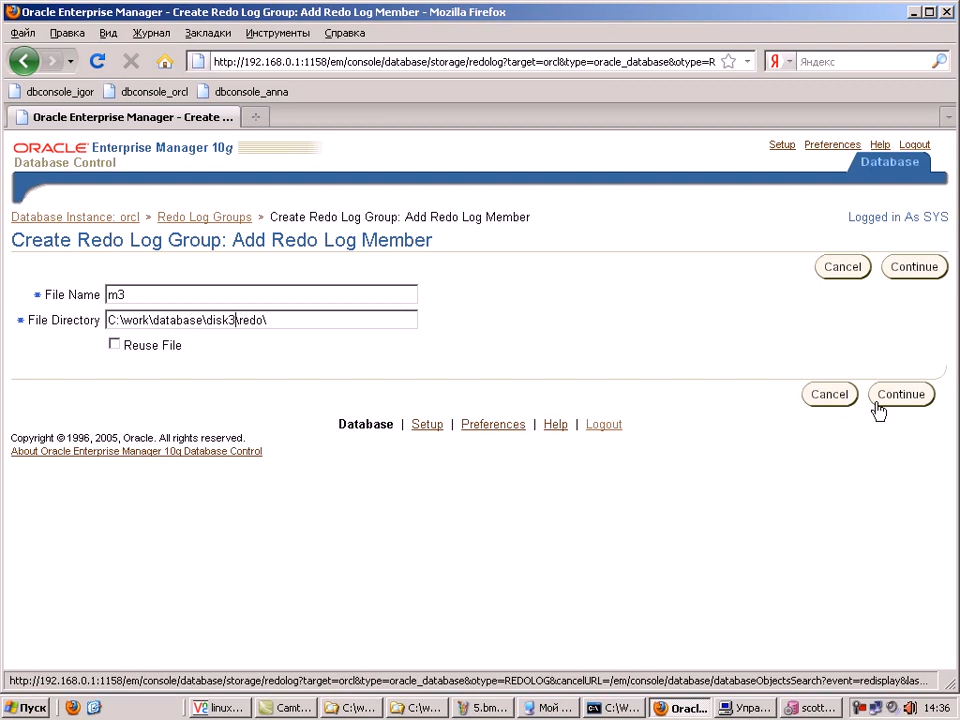 Oracle Enterprise Manager - Create Redo Log Group: Add Redo Log Member - Mozilla Firefox
Файл Правка Вид Журнал Закладки Инструменты Справка
http://192.168.0.1:1158/em/console/database/storage/redolog?target=orcl&type=oracle_database&otype=R
Яндекс
dbconsole_igor dbconsole_orcl dbconsole_anna
Oracle Enterprise Manager - Create ...
ORACLE Enterprise Manager 10g
Database Control
Setup Preferences Help Logout
Database
Database Instance: orcl » Redo Log Groups » Create Redo Log Group: Add Redo Log Member
Logged in As SYS
Create Redo Log Group: Add Redo Log Member
Cancel Continue
* File Name m3
* File Directory C:\work\database\disk3\redo\
Reuse File
Cancel Continue
Database | Setup | Preferences | Help | Logout
Copyright © 1996, 2005, Oracle. All rights reserved.
About Oracle Enterprise Manager 10g Database Control
http://192.168.0.1:1158/em/console/database/storage/redolog?target=orcl&type=oracle_database&otype=REDOLOG&cancelURL=/em/console/database/databaseObjectsSearch?event=redisplay&las...
Пуск linux... Camt... C:\w... C:\w... 5.bm... Мой ... C:\W... Oracl... Упра... scott... 14:36